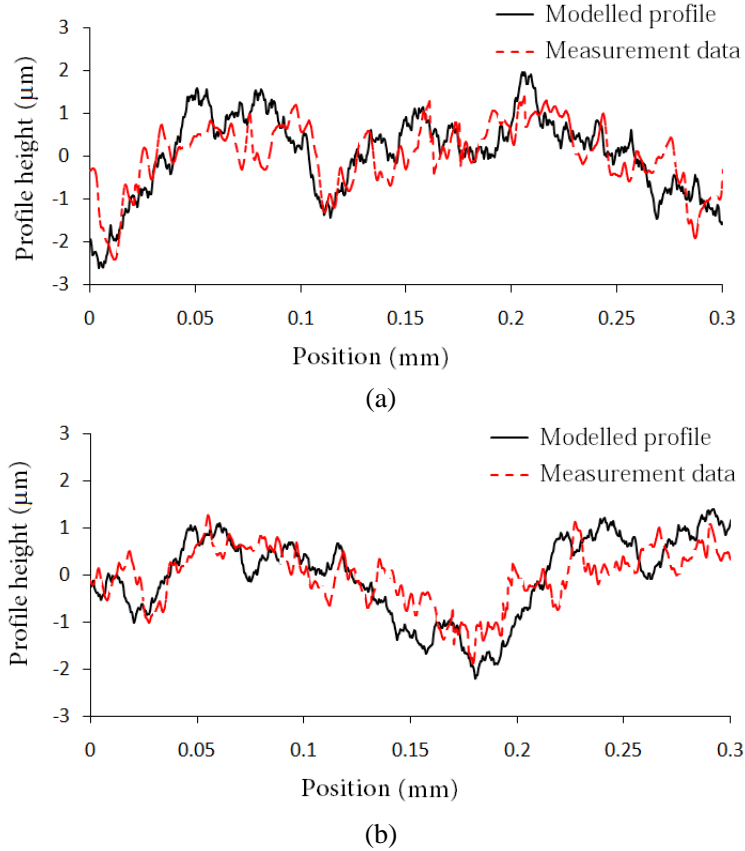 Modelled profile
Measurement data
Profile height (µm)
3
2
1
0
-1
-2
-3
0 0.05 0.1 0.15 0.2 0.25 0.3
Position (mm)
(a)
Modelled profile
Measurement data
Profile height (µm)
3
2
1
0
-1
-2
-3
0 0.05 0.1 0.15 0.2 0.25 0.3
Position (mm)
(b)